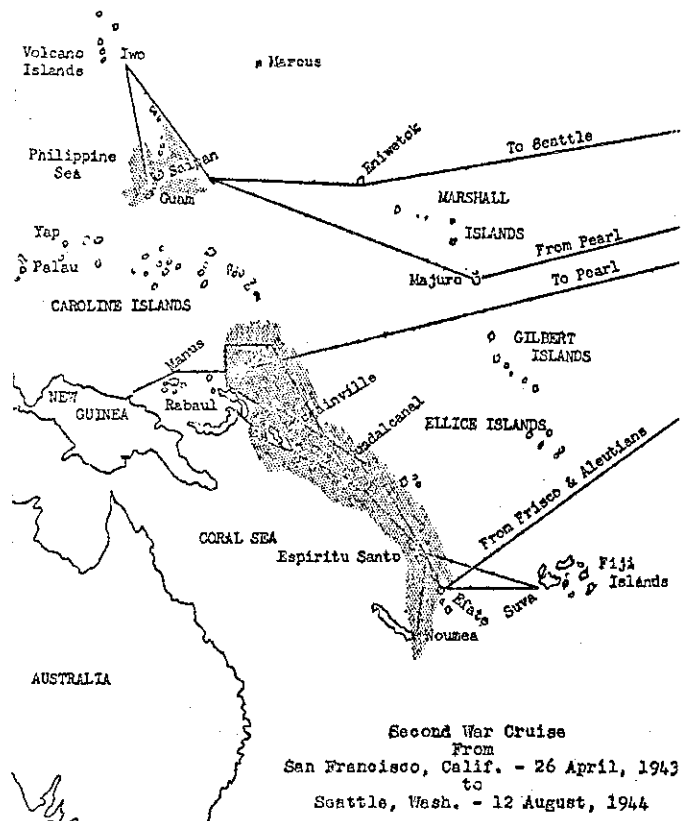 Volcano
Islands
Iwo
Marcus
Philippine
Sea
Saipan
Guam
Eniwetok
To Seattle
MARSHALL
ISLANDS
From Pearl
Yap
Palau
Majuro
To Pearl
CAROLINE ISLANDS
GILBERT
ISLANDS
Manus
NEW
GUINEA
Rabaul
ELLICE ISLANDS
From Frisco & Aleutians
CORAL SEA
Espiritu Santo
Fiji
Islands
Efate
Suva
Noumea
AUSTRALIA
Second War Cruise
From
San Francisco, Calif. - 26 April, 1943
to
Seattle, Wash. - 12 August, 1944